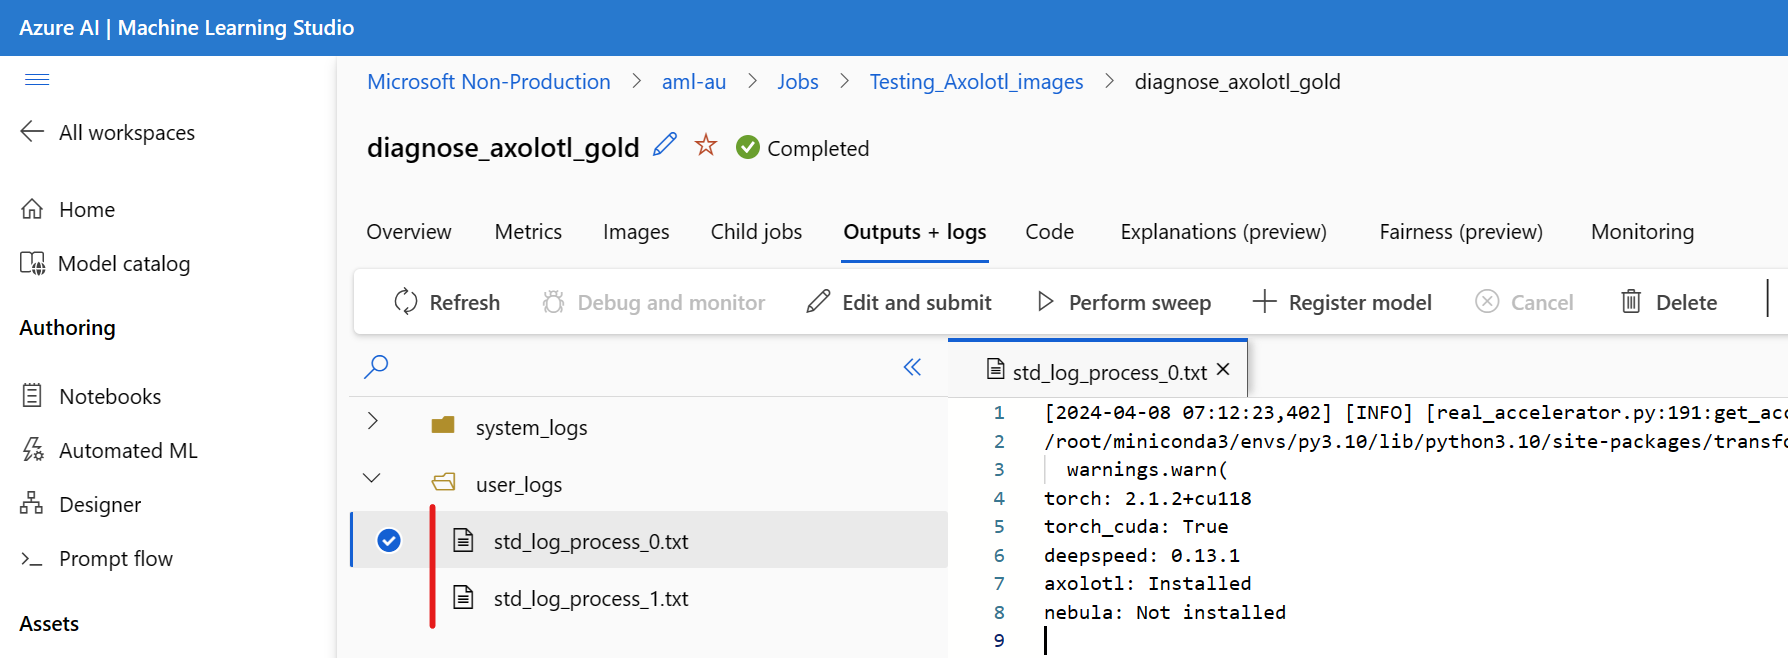 Azure AI | Machine Learning Studio
Microsoft Non-Production > aml-au > Jobs > Testing_Axolotl_images > diagnose_axolotl_gold
All workspaces
diagnose_axolotl_gold Completed
Home
Model catalog
Authoring
Notebooks
Automated ML
Designer
Prompt flow
Assets
Overview Metrics Images Child jobs Outputs + logs Code Explanations (preview) Fairness (preview) Monitoring
Refresh Debug and monitor Edit and submit Perform sweep Register model Cancel Delete
system_logs
user_logs
std_log_process_0.txt
std_log_process_1.txt
std_log_process_0.txt
1 [2024-04-08 07:12:23,402] [INFO] [real_accelerator.py:191:get_acc
2 /root/miniconda3/envs/py3.10/lib/python3.10/site-packages/transfo
3 warnings.warn(
4 torch: 2.1.2+cu118
5 torch_cuda: True
6 deepspeed: 0.13.1
7 axolotl: Installed
8 nebula: Not installed
9